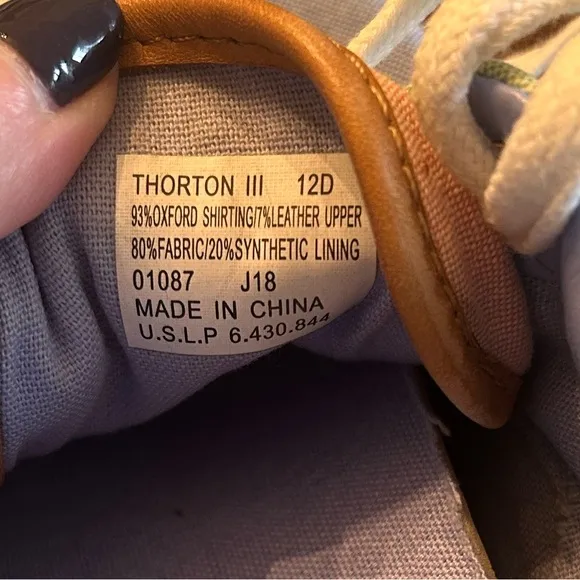 THORTON III 12D
93%OXFORD SHIRTING/7%LEATHER UPPER
80%FABRIC/20%SYNTHETIC LINING
01087 J18
MADE IN CHINA
U.S.L.P 6.430.844